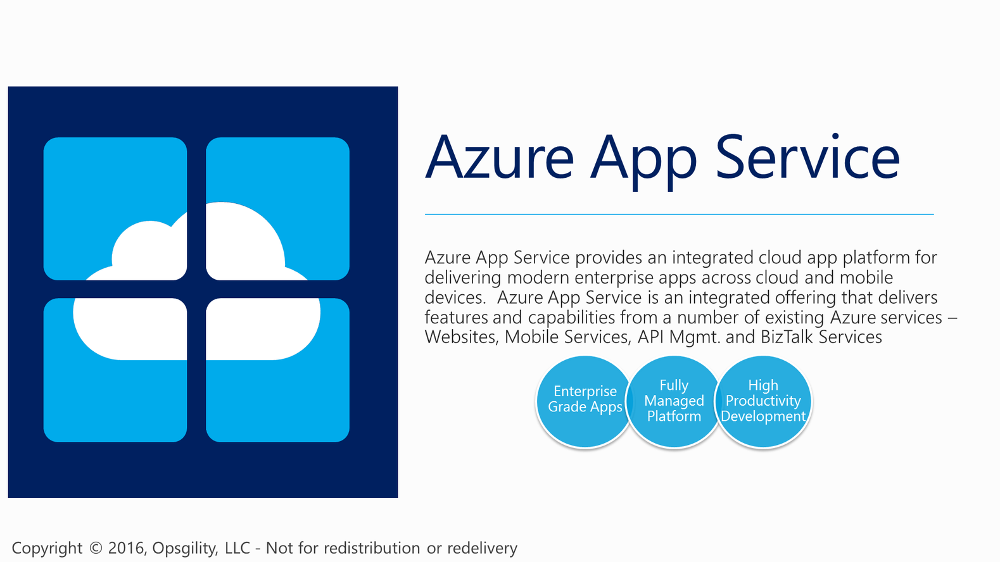 Azure App Service
Azure App Service provides an integrated cloud app platform for
delivering modern enterprise apps across cloud and mobile
devices.  Azure App Service is an integrated offering that delivers
features and capabilities from a number of existing Azure services –
Websites, Mobile Services, API Mgmt. and BizTalk Services
Enterprise
Grade Apps
Fully
Managed
Platform
High
Productivity
Development
Copyright © 2016, Opsgility, LLC - Not for redistribution or redelivery